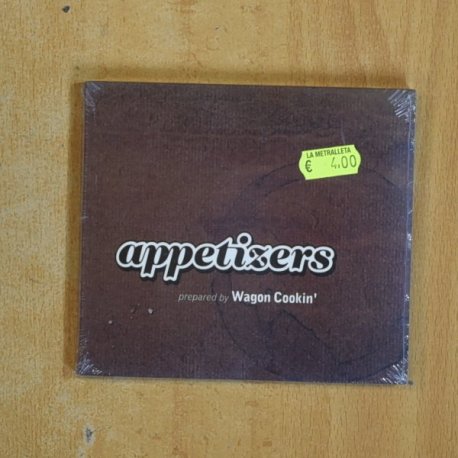 LA METRALLETA
€ 4,00
appetizers
prepared by Wagon Cookin'